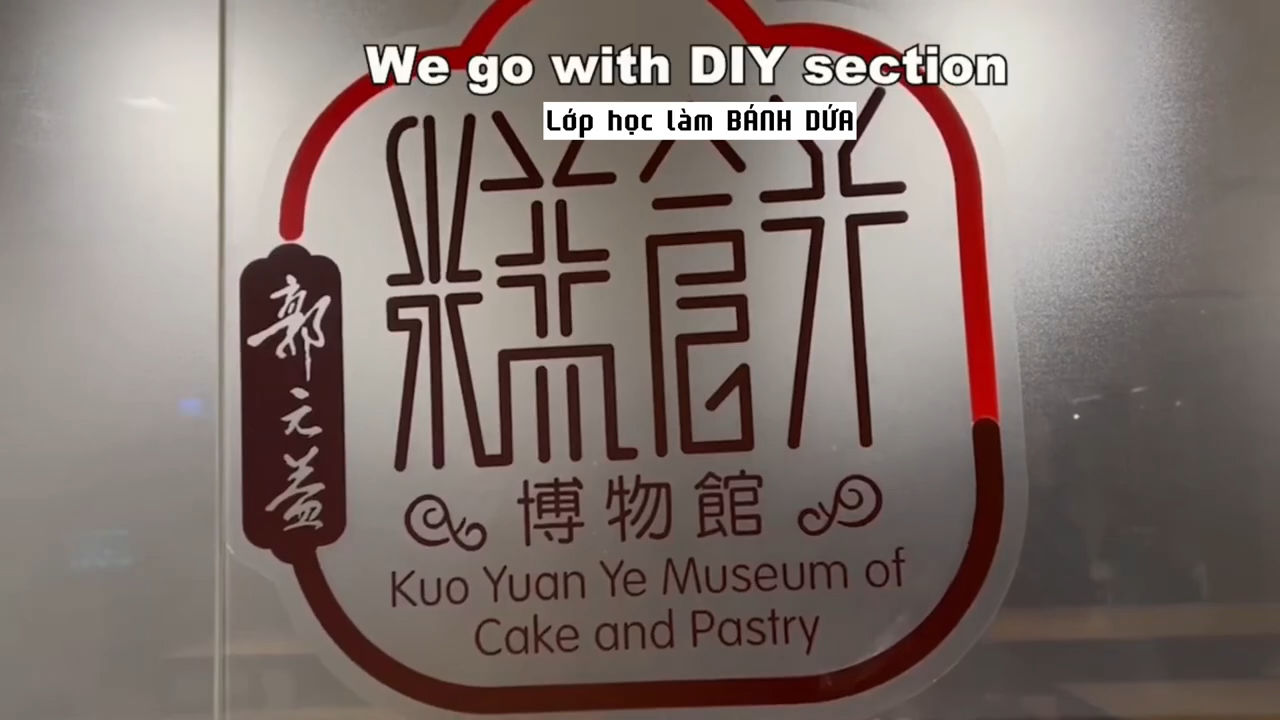 We go with DIY section
Lớp học làm BÁNH DỨA
糕餅
郭元益
博物館
Kuo Yuan Ye Museum of
Cake and Pastry